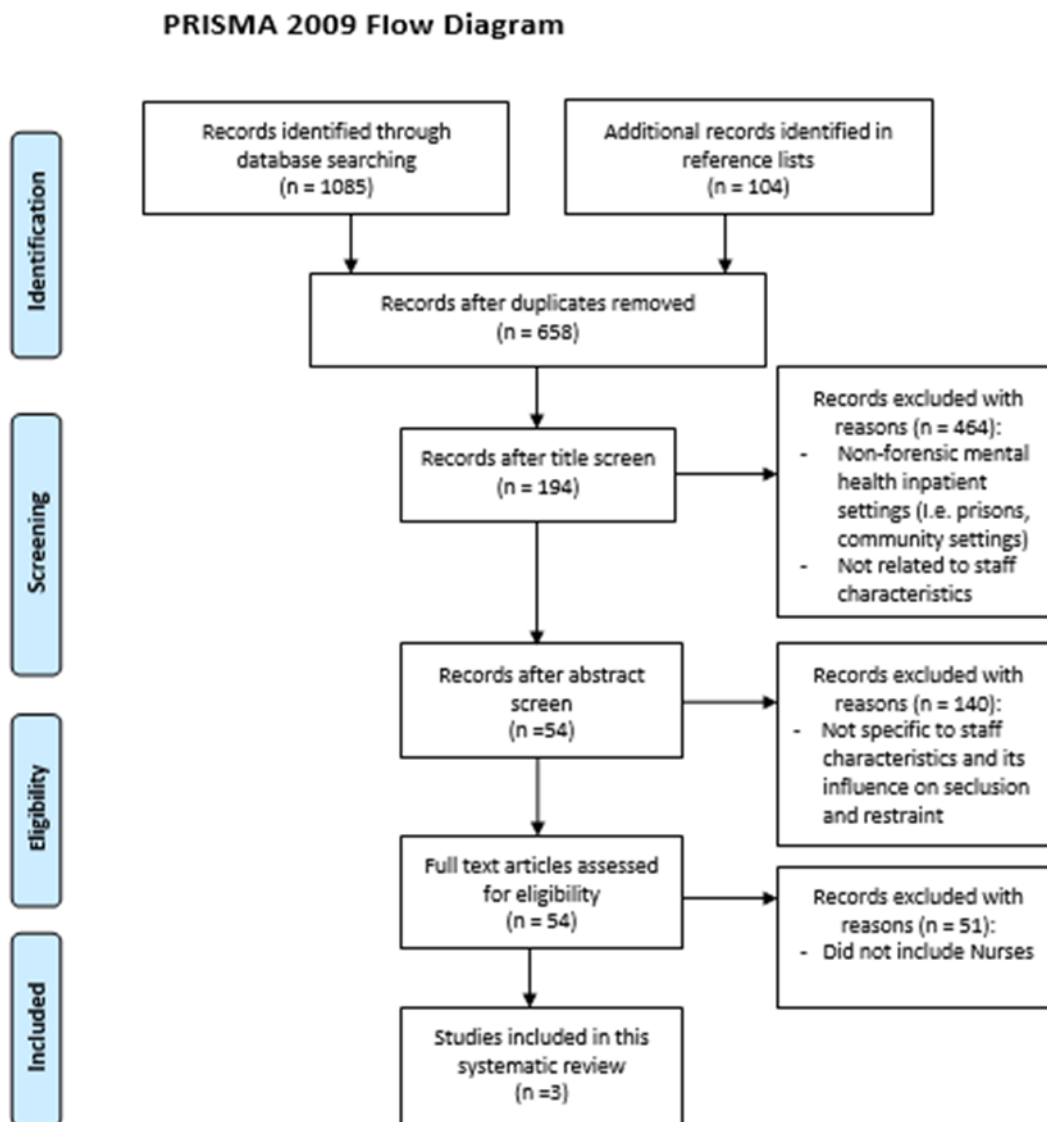 PRISMA 2009 Flow Diagram
Identification
Records identified through
database searching
(n = 1085)
Additional records identified in
reference lists
(n = 104)
Records after duplicates removed
(n = 658)
Screening
Records after title screen
(n = 194)
Records excluded with
reasons (n = 464):
- Non-forensic mental
health inpatient
settings (I.e. prisons,
community settings)
- Not related to staff
characteristics
Records after abstract
screen
(n =54)
Records excluded with
reasons (n = 140):
- Not specific to staff
characteristics and its
influence on seclusion
and restraint
Eligibility
Full text articles assessed
for eligibility
(n = 54)
Records excluded with
reasons (n = 51):
- Did not include Nurses
Included
Studies included in this
systematic review
(n =3)